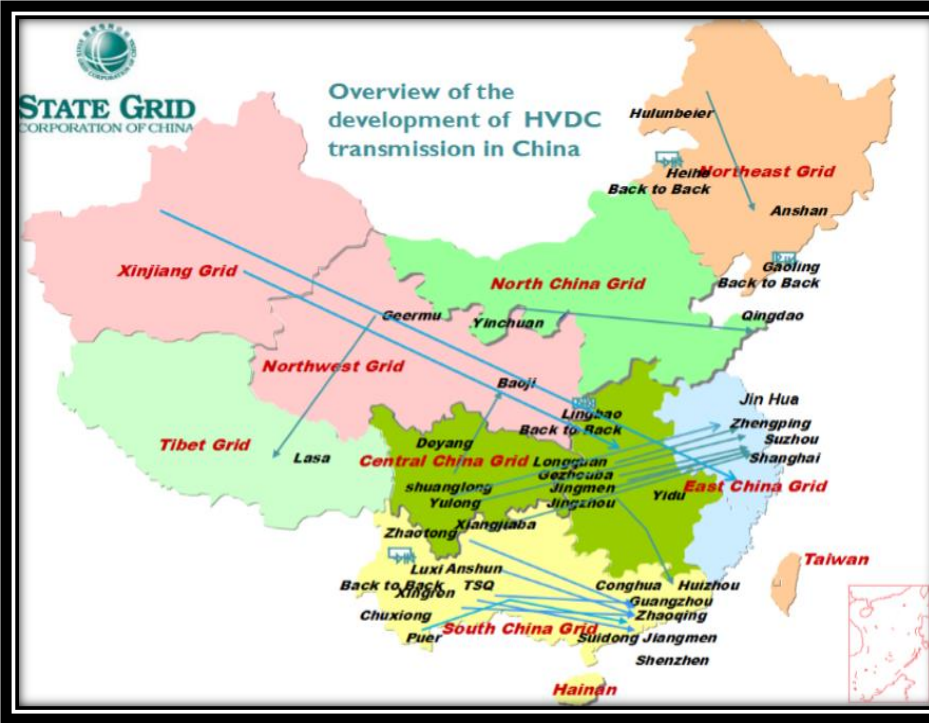 STATE GRID
CORPORATION OF CHINA
Overview of the
development of HVDC
transmission in China
Hulunbeier
Heihe
Northeast Grid
Back to Back
Anshan
Gaoling
Back to Back
Xinjiang Grid
North China Grid
Geermu
Yinchuan
Qingdao
Northwest Grid
Baoji
Jin Hua
Lingbao
Back to Back
Zhengping
Tibet Grid
Lasa
Deyang
Suzhou
Central China Grid
Longquan
Shanghai
Gezhouba
shuanglong
Jingmen
Yidu
East China Grid
Yulong
Jingzhou
Xiangjiaba
Zhaotong
Taiwan
Luxi
Anshun
Back to Back
TSQ
Conghua
Huizhou
Xingren
Guangzhou
Chuxiong
Zhaoqing
South China Grid
Puer
Suidong
Jiangmen
Shenzhen
Hainan